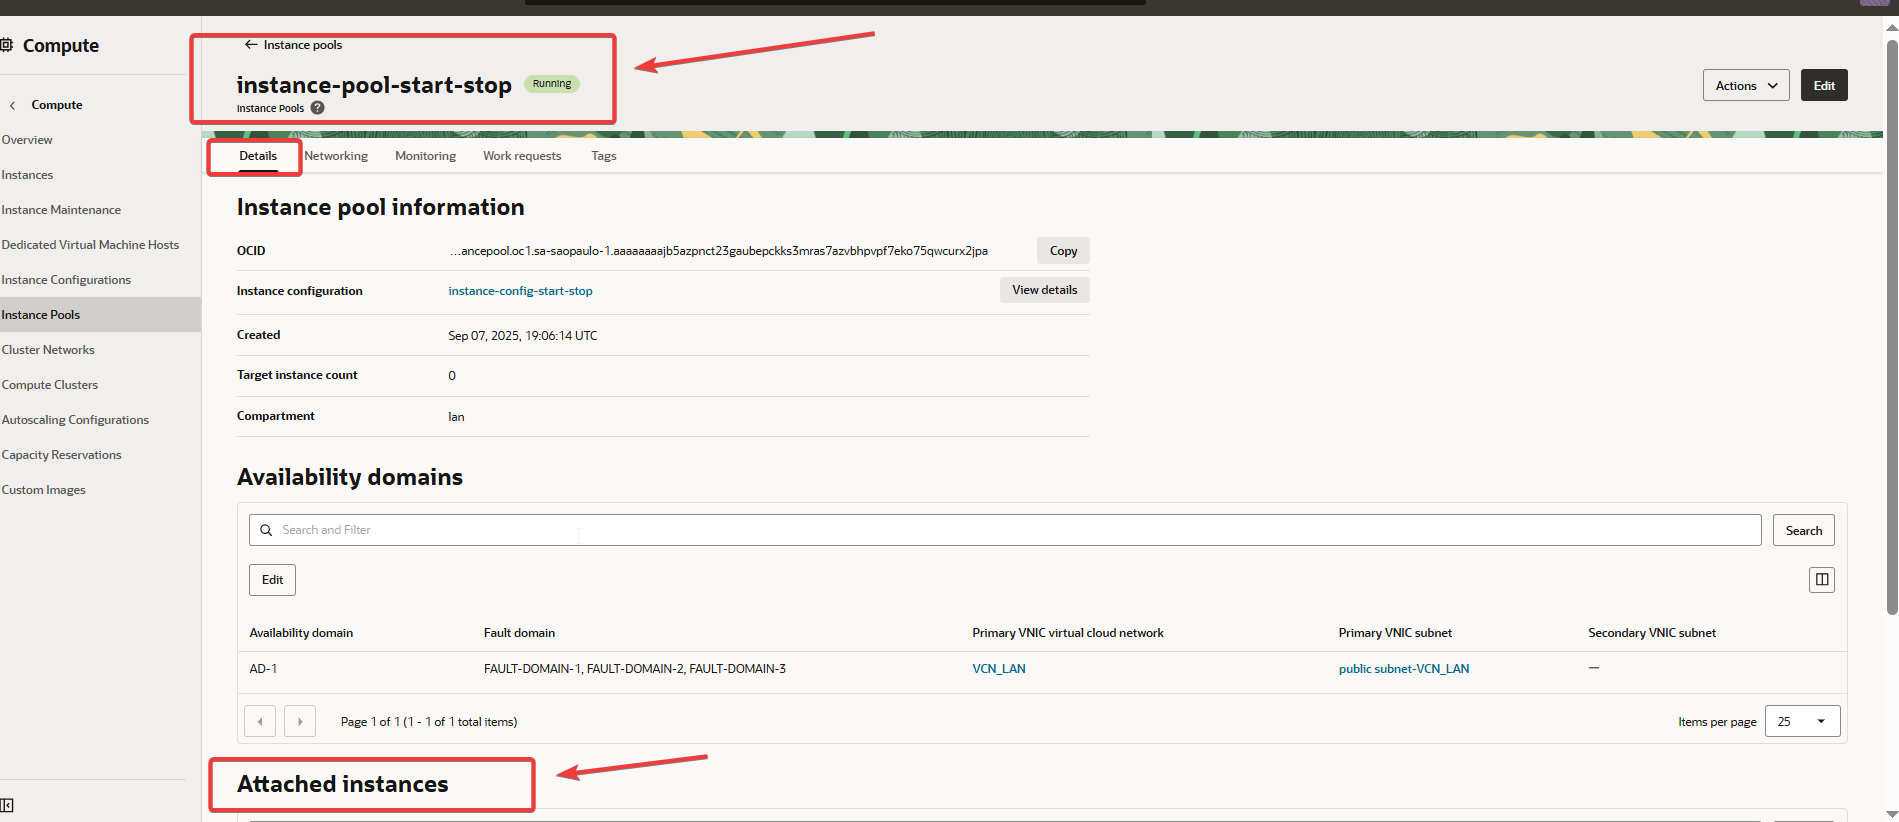 Compute
Compute
Overview
Instances
Instance Maintenance
Dedicated Virtual Machine Hosts
Instance Configurations
Instance Pools
Cluster Networks
Compute Clusters
Autoscaling Configurations
Capacity Reservations
Custom Images
Instance pools
instance-pool-start-stop Running
Instance Pools ?
Actions Edit
Details Networking Monitoring Work requests Tags
Instance pool information
OCID ...ancepool.oc1.sa-saopaulo-1.aaaaaaaajb5azpnct23gaubepckks3mras7azvbhpvpf7eko75qwcurx2jpa Copy
Instance configuration instance-config-start-stop View details
Created Sep 07, 2025, 19:06:14 UTC
Target instance count 0
Compartment lan
Availability domains
Search and Filter Search
Edit
Availability domain Fault domain Primary VNIC virtual cloud network Primary VNIC subnet Secondary VNIC subnet
AD-1 FAULT-DOMAIN-1, FAULT-DOMAIN-2, FAULT-DOMAIN-3 VCN_LAN public subnet-VCN_LAN —
Page 1 of 1 (1 - 1 of 1 total items) Items per page 25
Attached instances